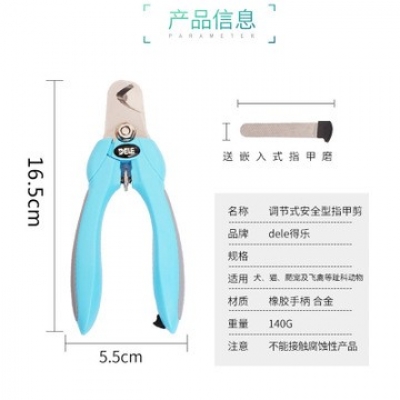 产品信息
PARAMETER
16.5cm
DELE
5.5cm
送嵌入式指甲磨
名称 调节式安全型指甲剪
品牌 dele得乐
规格
适用 犬、猫、爬宠及飞禽等趾科动物
材质 橡胶手柄 合金
重量 140G
注意 不能接触腐蚀性产品